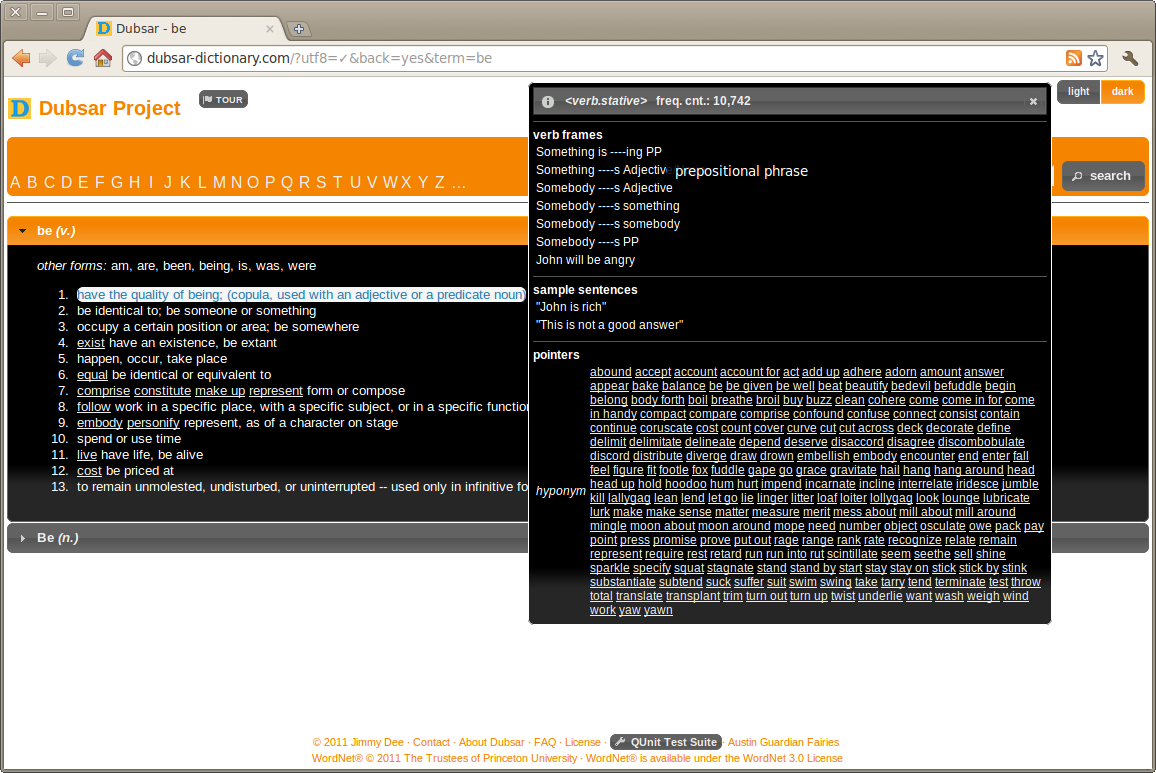 Dubsar - be
dubsar-dictionary.com/?utf8=✓&back=yes&term=be
Dubsar Project
TOUR
light dark
A B C D E F G H I J K L M N O P Q R S T U V W X Y Z ...
search
be (v.)
other forms: am, are, been, being, is, was, were
1. have the quality of being; (copula, used with an adjective or a predicate noun)
2. be identical to; be someone or something
3. occupy a certain position or area; be somewhere
4. exist have an existence, be extant
5. happen, occur, take place
6. equal be identical or equivalent to
7. comprise constitute make up represent form or compose
8. follow work in a specific place, with a specific subject, or in a specific function
9. embody personify represent, as of a character on stage
10. spend or use time
11. live have life, be alive
12. cost be priced at
13. to remain unmolested, undisturbed, or uninterrupted -- used only in infinitive fo
Be (n.)
<verb.stative> freq. cnt.: 10,742
verb frames
Something is ----ing PP
Something ----s Adjective
prepositional phrase
Somebody ----s Adjective
Somebody ----s something
Somebody ----s somebody
Somebody ----s PP
John will be angry
sample sentences
"John is rich"
"This is not a good answer"
pointers
hyponym
abound accept account account for act add up adhere adorn amount answer
appear bake balance be be given be well beat beautify bedevil befuddle begin
belong body forth boil breathe broil buy buzz clean cohere come come in for come
in handy compact compare comprise confound confuse connect consist contain
continue coruscate cost count cover curve cut cut across deck decorate define
delimit delimitate delineate depend deserve disaccord disagree discombobulate
discord distribute diverge draw drown embellish embody encounter end enter fall
feel figure fit footle fox fuddle gape go grace gravitate hail hang hang around head
head up hold hoodoo hum hurt impend incarnate incline interrelate iridesce jumble
kill lallygag lean lend let go lie linger litter loaf loiter lollygag look lounge lubricate
lurk make make sense matter measure merit mess about mill about mill around
mingle moon about moon around mope need number object osculate owe pack pay
point press promise prove put out rage range rank rate recognize relate remain
represent require rest retard run run into rut scintillate seem seethe sell shine
sparkle specify squat stagnate stand stand by start stay stay on stick stick by stink
substantiate subtend suck suffer suit swim swing take tarry tend terminate test throw
total translate transplant trim turn out turn up twist underlie want wash weigh wind
work yaw yawn
© 2011 Jimmy Dee · Contact · About Dubsar · FAQ · License · QUnit Test Suite · Austin Guardian Fairies
WordNet® © 2011 The Trustees of Princeton University · WordNet® is available under the WordNet 3.0 License